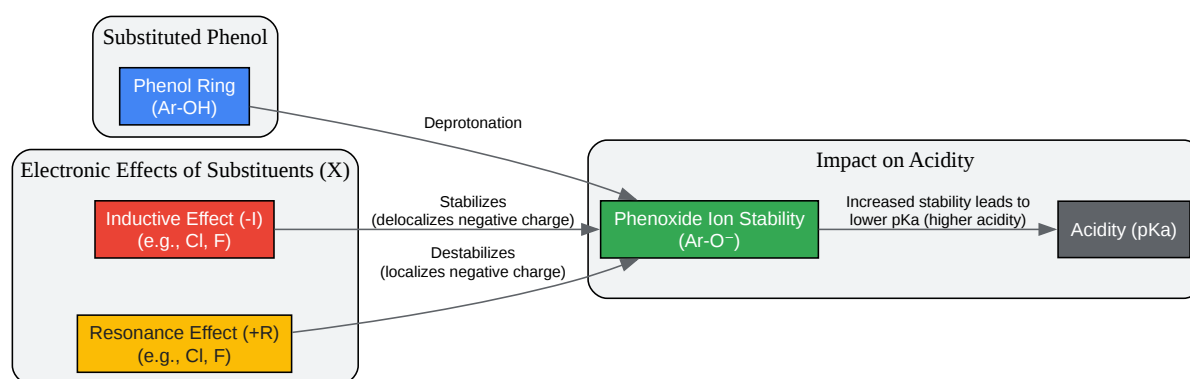 Substituted Phenol
Phenol Ring
(Ar-OH)
Deprotonation
Electronic Effects of Substituents (X)
Inductive Effect (-I)
(e.g., Cl, F)
Resonance Effect (+R)
(e.g., Cl, F)
Stabilizes
(delocalizes negative charge)
Destabilizes
(localizes negative charge)
Impact on Acidity
Phenoxide Ion Stability
(Ar-O⁻)
Increased stability leads to
lower pKa (higher acidity)
Acidity (pKa)